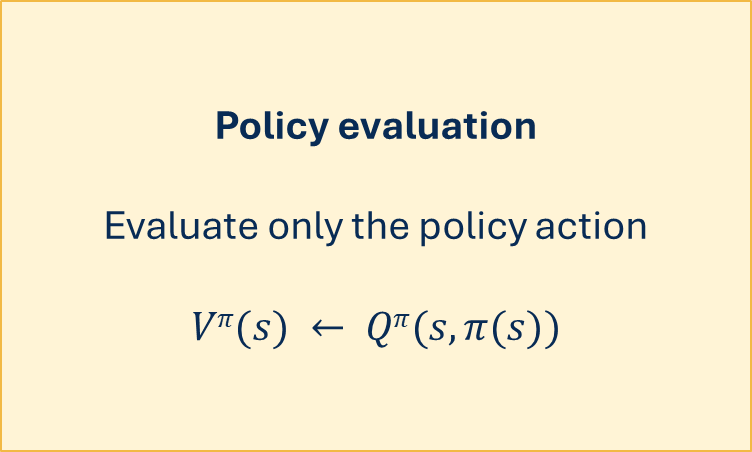 Policy evaluation
Evaluate only the policy action
𝑉^𝜋(𝑠) ← 𝑄^𝜋(𝑠, 𝜋(𝑠))